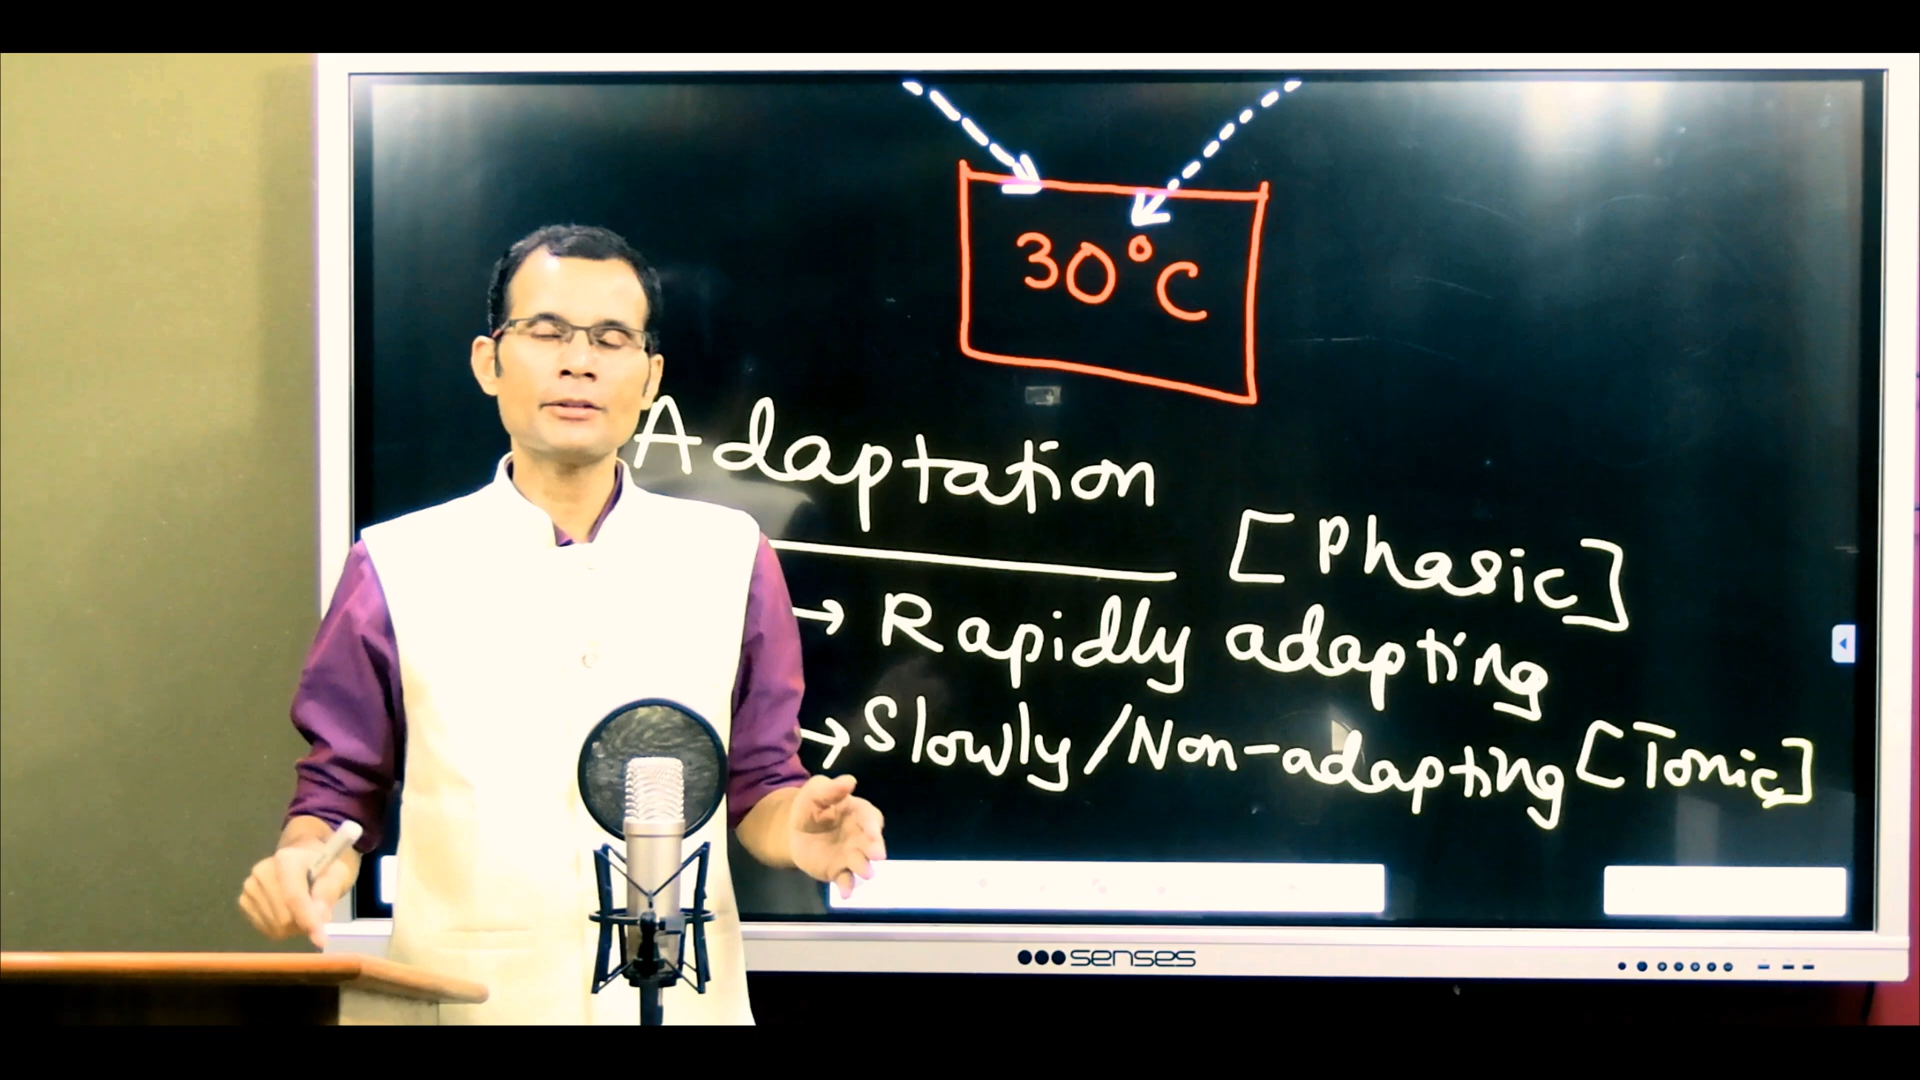 30°C
Adaptation
[Phasic]
→ Rapidly adapting
→ Slowly/Non-adapting [Tonic]
senses